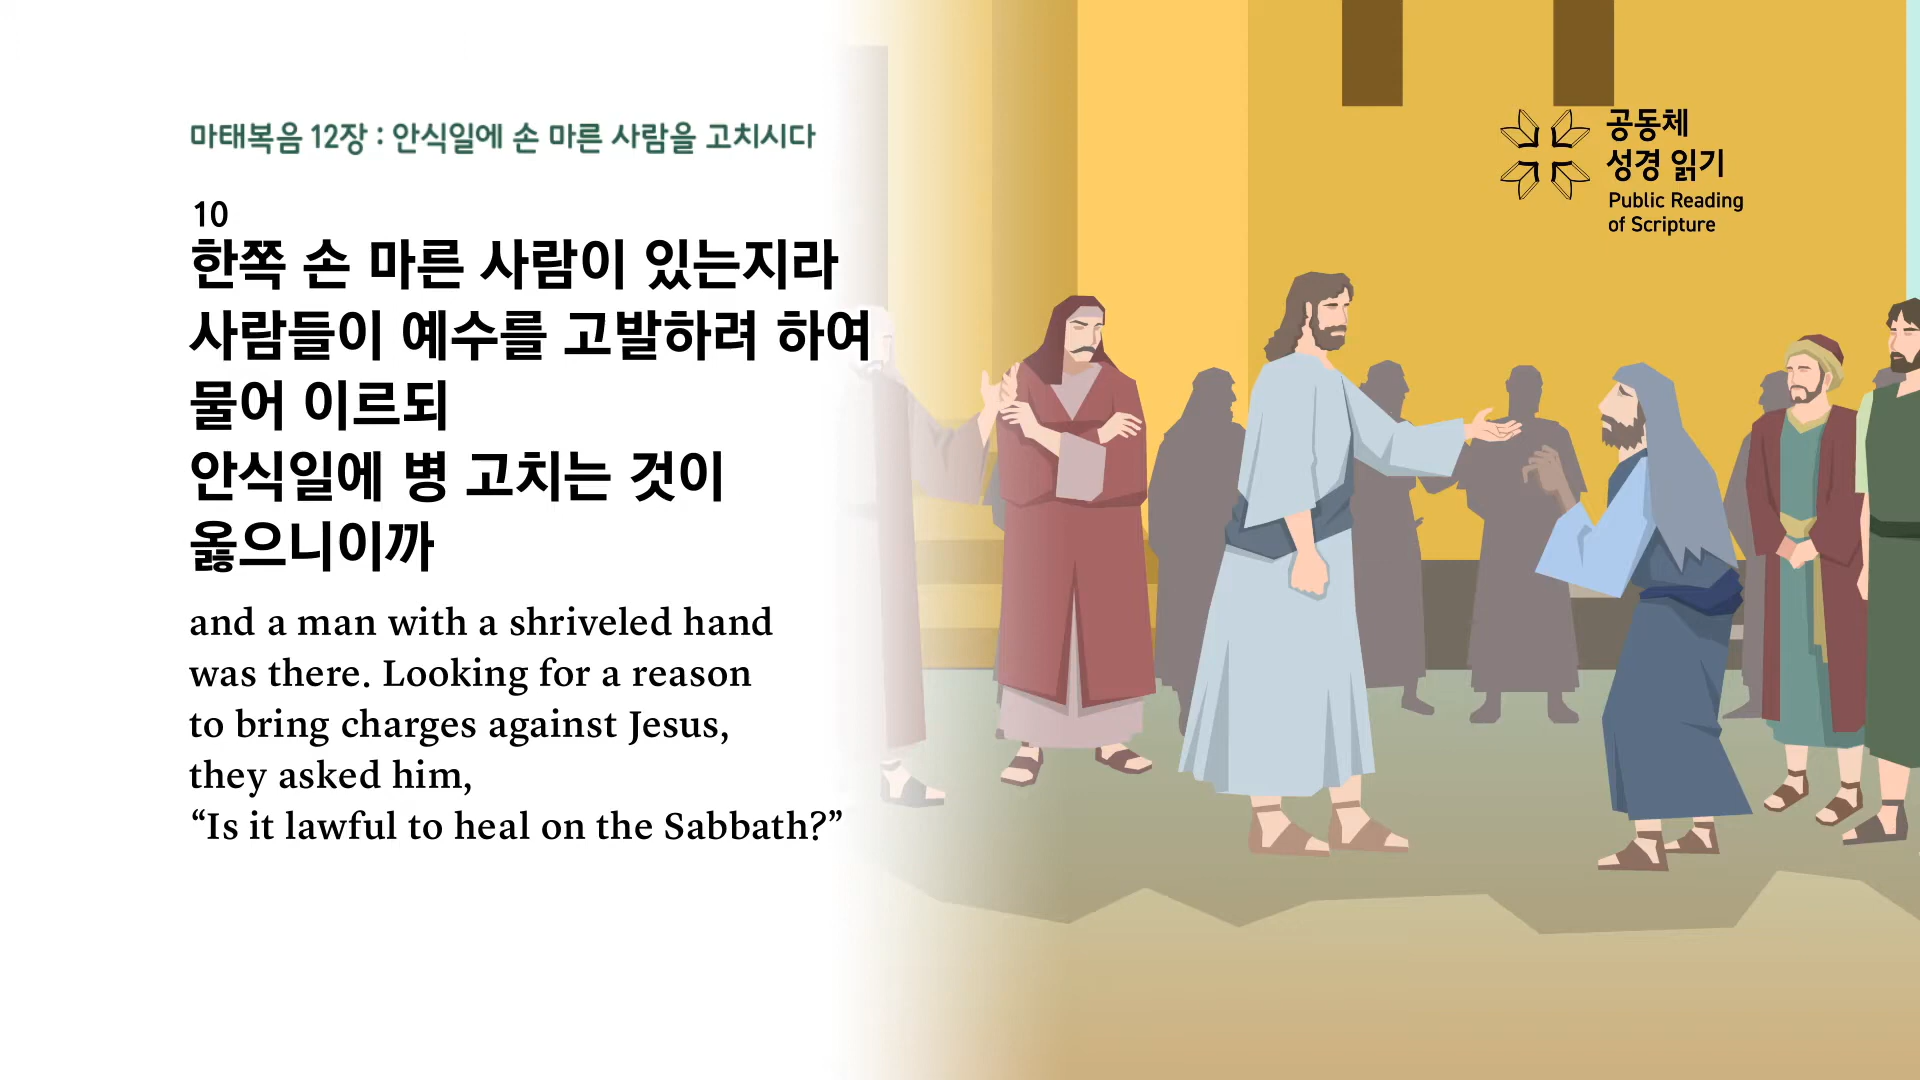 마태복음 12장 : 안식일에 손 마른 사람을 고치시다
10
한쪽 손 마른 사람이 있는지라
사람들이 예수를 고발하려 하여
물어 이르되
안식일에 병 고치는 것이
옳으니이까
and a man with a shriveled hand
was there. Looking for a reason
to bring charges against Jesus,
they asked him,
“Is it lawful to heal on the Sabbath?”
공동체
성경 읽기
Public Reading
of Scripture